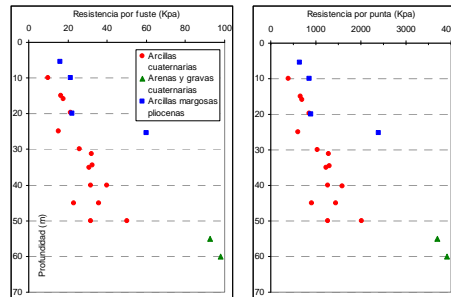 Resistencia por fuste (Kpa)
0 20 40 60 80 100
0
10
20
30
40
50
60
70
Profundidad (m)
Arcillas
cuaternarias
Arenas y gravas
cuaternarias
Arcillas margosas
pliocenas
Resistencia por punta (Kpa)
0 1000 2000 3000 400
0
10
20
30
40
50
60
70